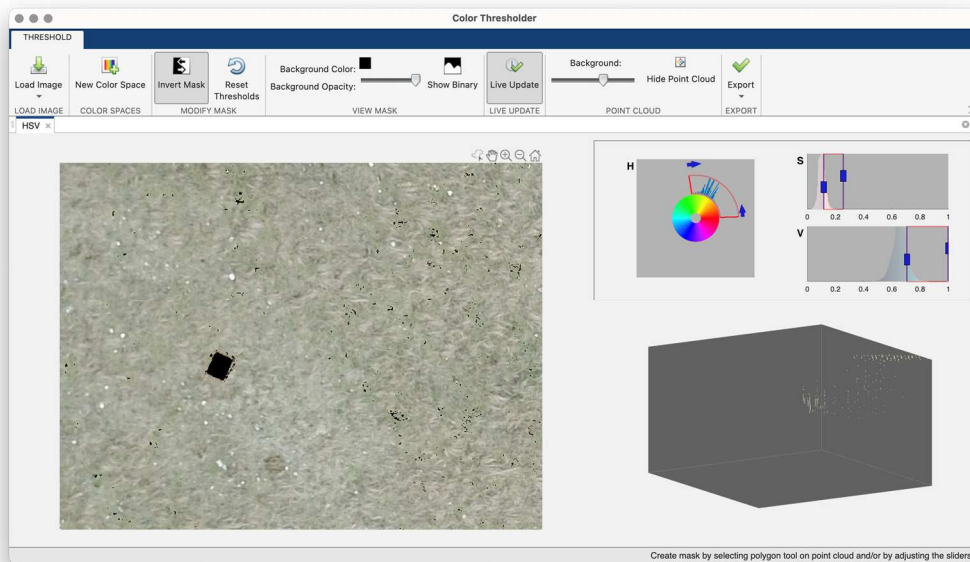 Color Thresholder
THRESHOLD
Load Image
New Color Space
Invert Mask
Reset
Thresholds
Background Color:
Background Opacity:
Show Binary
Live Update
Background:
Hide Point Cloud
Export
LOAD IMAGE
COLOR SPACES
MODIFY MASK
VIEW MASK
LIVE UPDATE
POINT CLOUD
EXPORT
HSV ×
H
S
0 0.2 0.4 0.6 0.8 1
V
0 0.2 0.4 0.6 0.8 1
Create mask by selecting polygon tool on point cloud and/or by adjusting the sliders